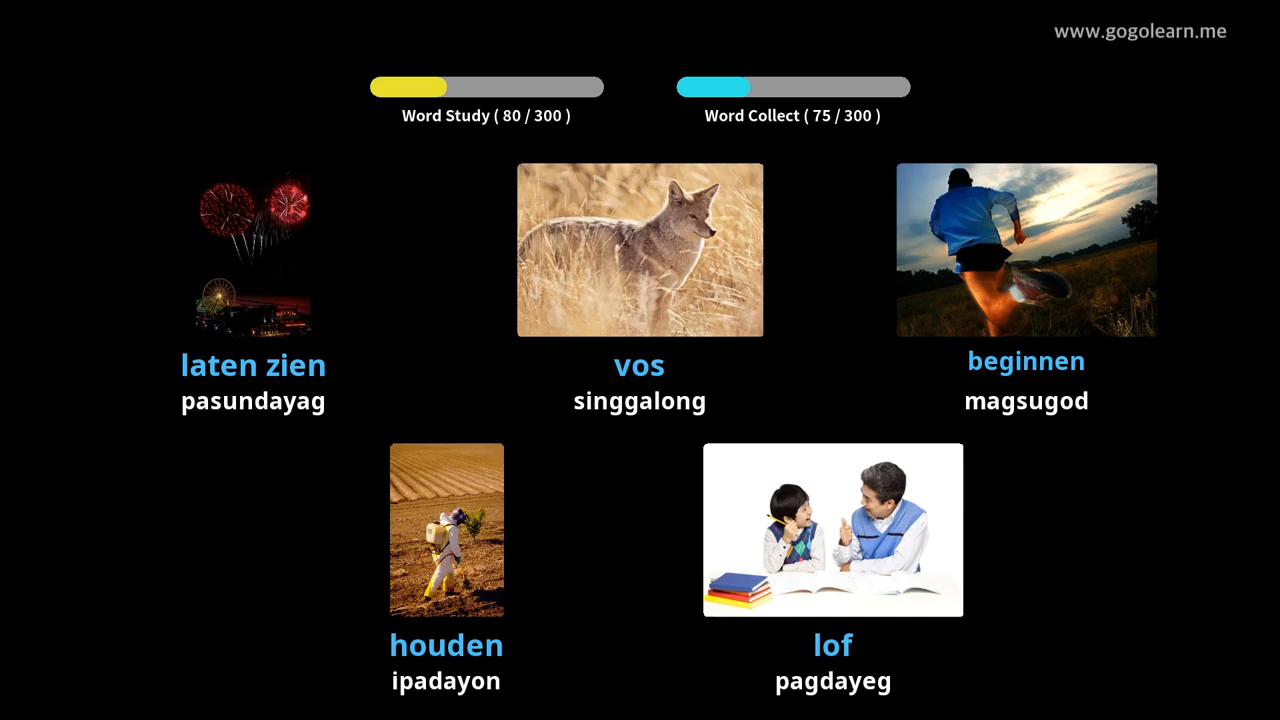 www.gogolearn.me
Word Study ( 80 / 300 )
Word Collect ( 75 / 300 )
laten zien
pasundayag
vos
singgalong
beginnen
magsugod
houden
ipadayon
lof
pagdayeg